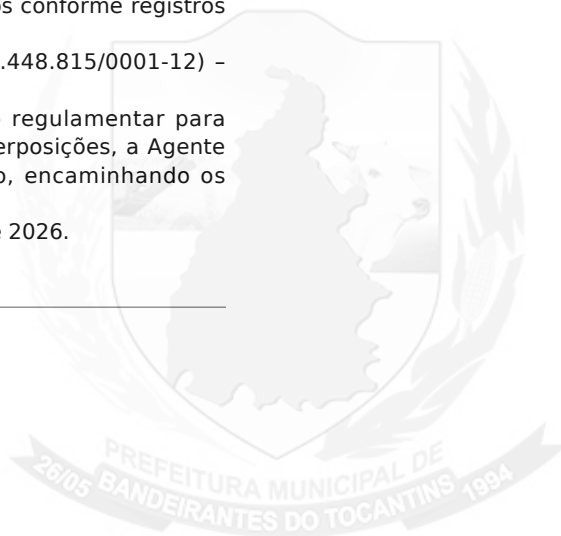 os conforme registros
.448.815/0001-12) –
regulamentar para
erposições, a Agente
o, encaminhando os
e 2026.
PREFEITURA MUNICIPAL DE
26/05 BANDEIRANTES DO TOCANTINS 1994